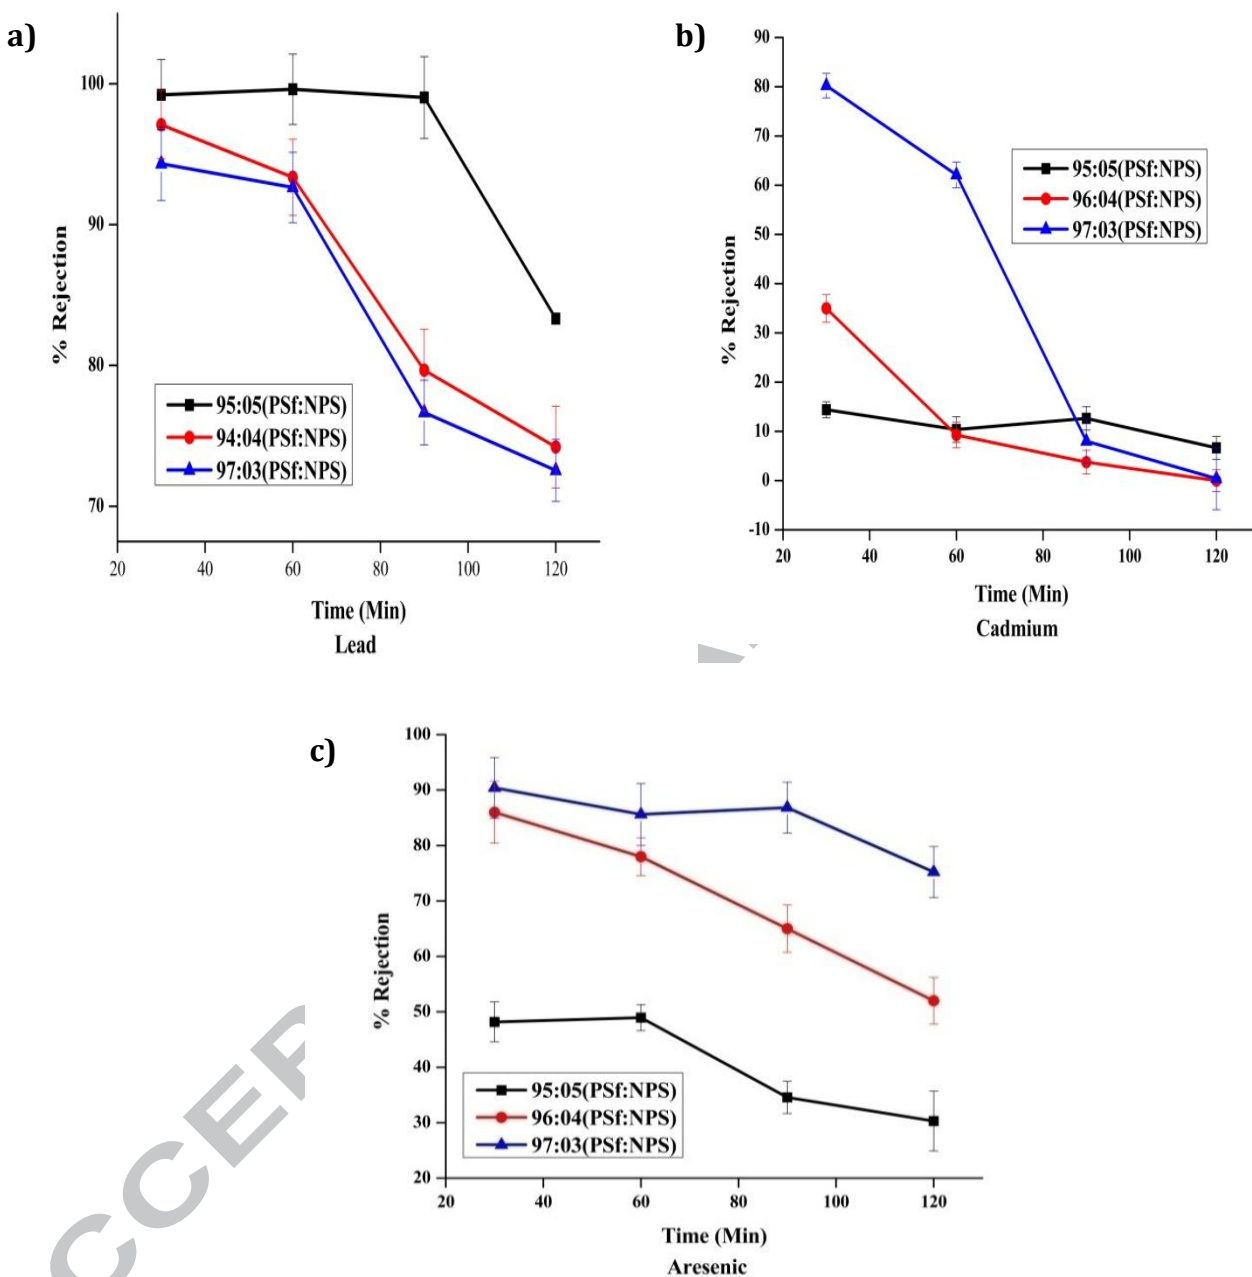 a)
100
90
80
70
% Rejection
95:05(PSf:NPS)
94:04(PSf:NPS)
97:03(PSf:NPS)
20 40 60 80 100 120
Time (Min)
Lead
b)
90
80
70
60
50
40
30
20
10
0
-10
% Rejection
95:05(PSf:NPS)
96:04(PSf:NPS)
97:03(PSf:NPS)
20 40 60 80 100 120
Time (Min)
Cadmium
c)
100
90
80
70
60
50
40
30
20
% Rejection
95:05(PSf:NPS)
96:04(PSf:NPS)
97:03(PSf:NPS)
20 40 60 80 100 120
Time (Min)
Aresenic
CCEP